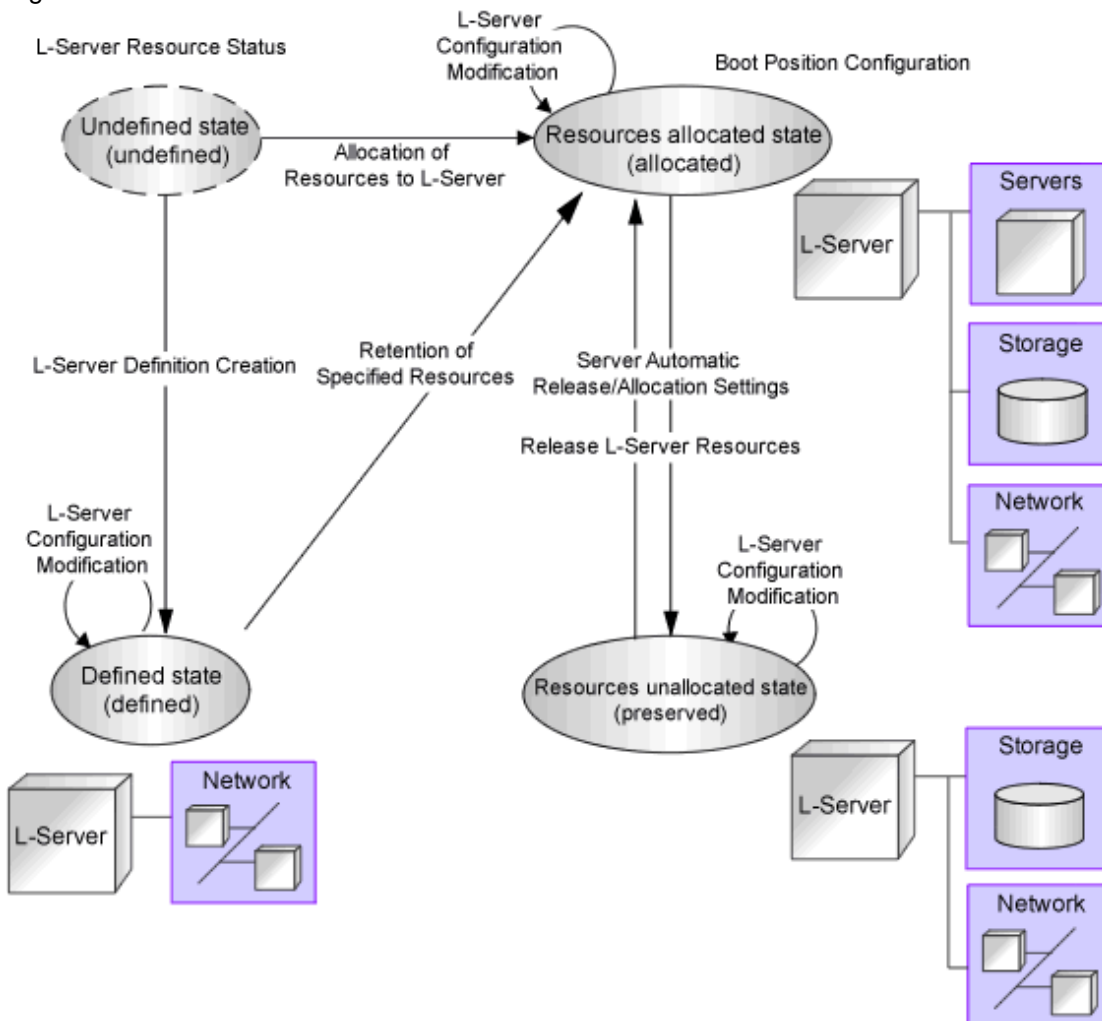 L-Server Resource Status
L-Server
Configuration
Modification
Boot Position Configuration
Undefined state
(undefined)
Allocation of
Resources to L-Server
Resources allocated state
(allocated)
L-Server
Servers
Storage
Network
L-Server Definition Creation
Retention of
Specified Resources
Server Automatic
Release/Allocation Settings
Release L-Server Resources
L-Server
Configuration
Modification
L-Server
Configuration
Modification
Defined state
(defined)
Resources unallocated state
(preserved)
L-Server
Network
L-Server
Storage
Network